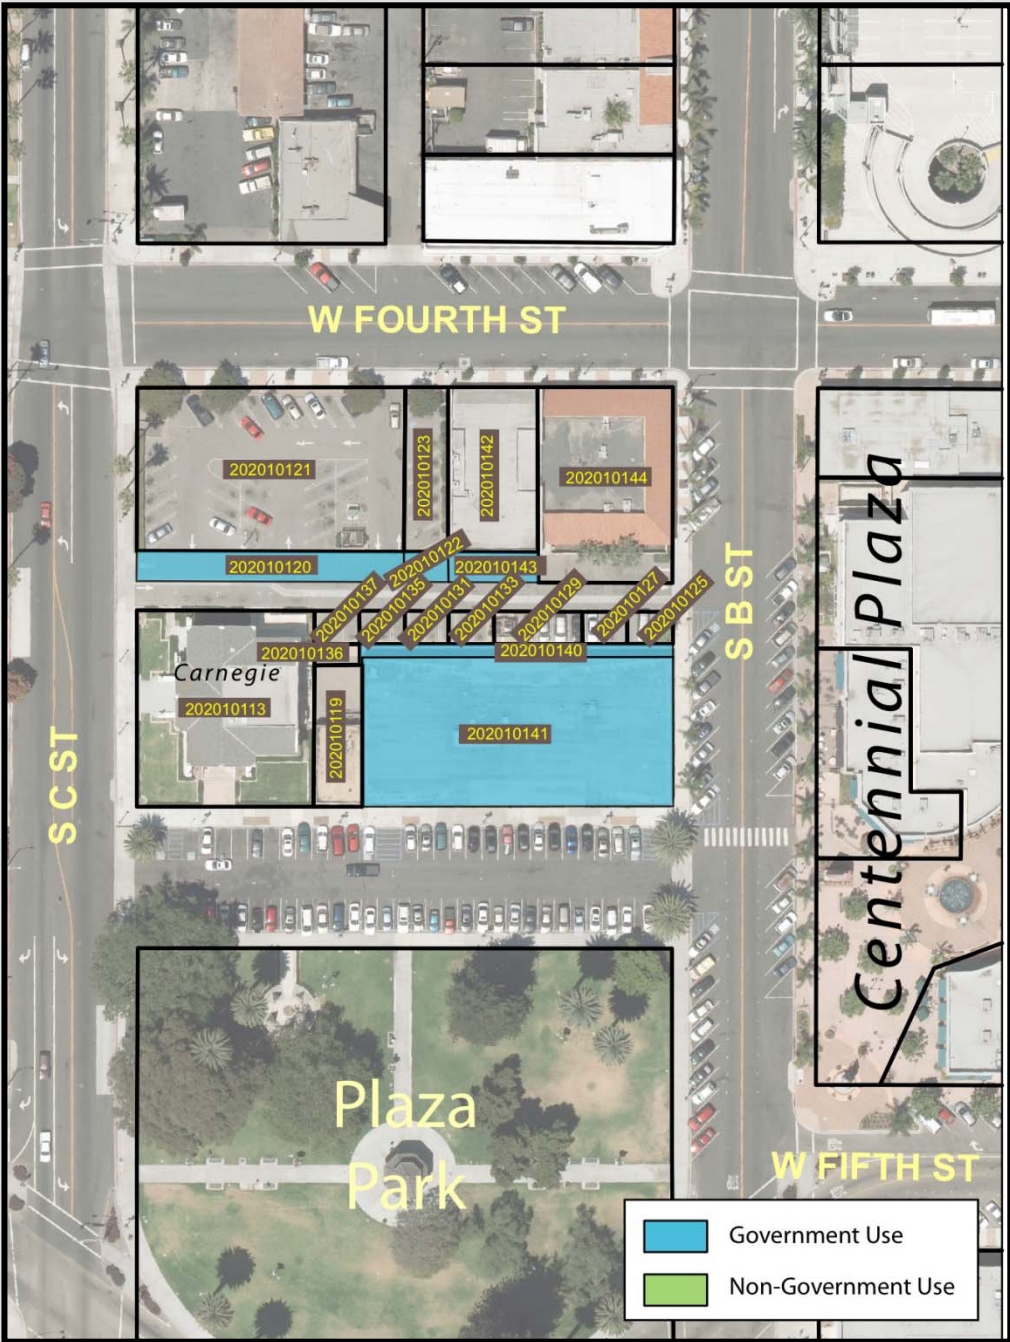 W FOURTH ST
202010121
202010123
202010142
202010144
202010120
202010122
202010143
202010137
202010135
202010131
202010133
202010129
202010127
202010125
202010136
202010140
Carnegie
202010113
202010119
202010141
S C ST
S B ST
Centennial Plaza
Plaza
Park
W FIFTH ST
Government Use
Non-Government Use